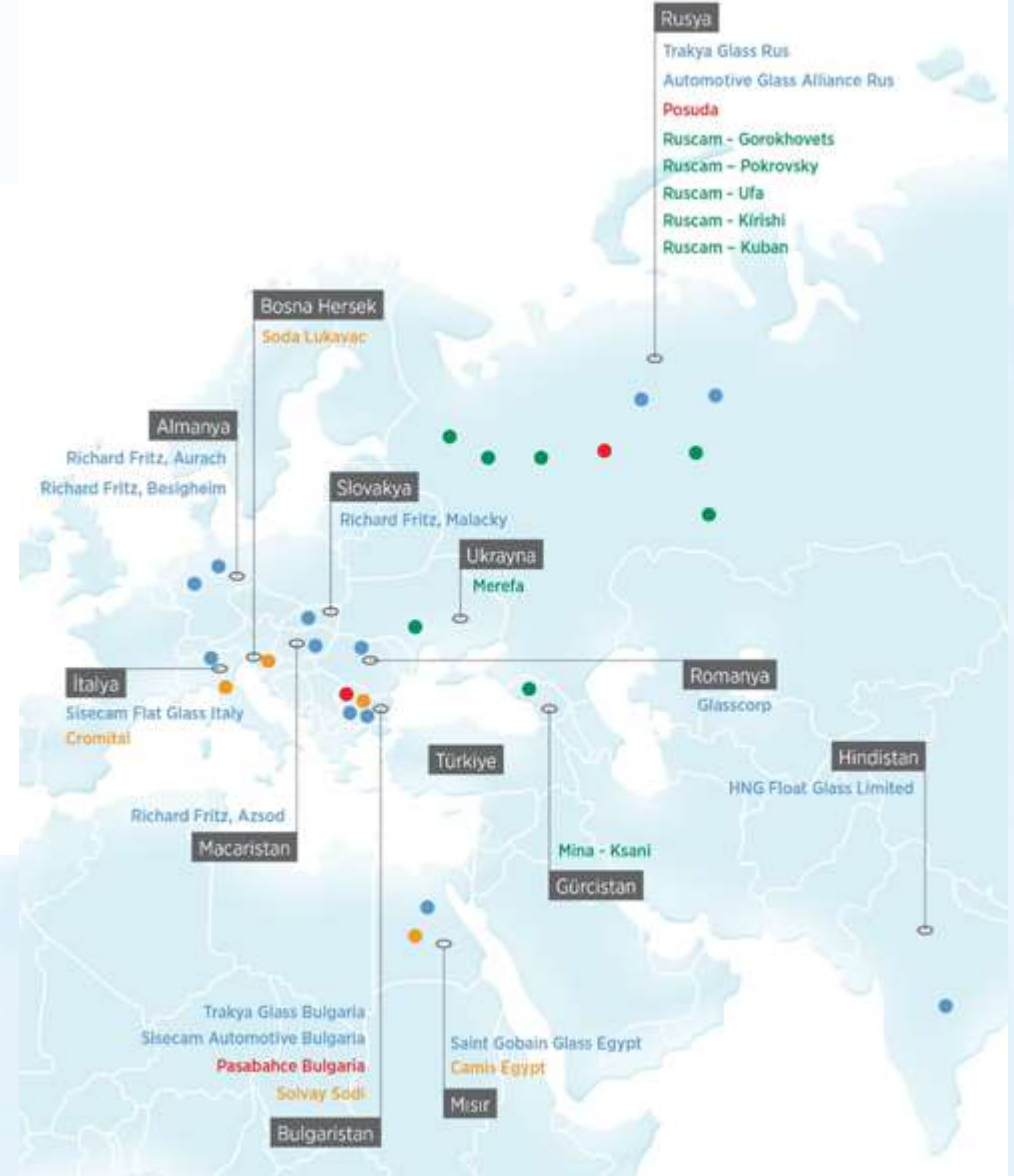 Rusya
Trakya Glass Rus
Automotive Glass Alliance Rus
Posuda
Ruscam - Gorokhovets
Ruscam - Pokrovsky
Ruscam - Ufa
Ruscam - Kirishi
Ruscam - Kuban
Bosna Hersek
Soda Lukavac
Almanya
Richard Fritz, Aurach
Richard Fritz, Besigheim
Slovakya
Richard Fritz, Malacky
Ukrayna
Merefa
İtalya
Sisecam Flat Glass Italy
Cromital
Romanya
Glasscorp
Türkiye
Hindistan
HNG Float Glass Limited
Richard Fritz, Azsod
Macaristan
Mina - Ksani
Gürcistan
Trakya Glass Bulgaria
Sisecam Automotive Bulgaria
Pasabahce Bulgaria
Solvay Sodi
Bulgaristan
Saint Gobain Glass Egypt
Camis Egypt
Mısır